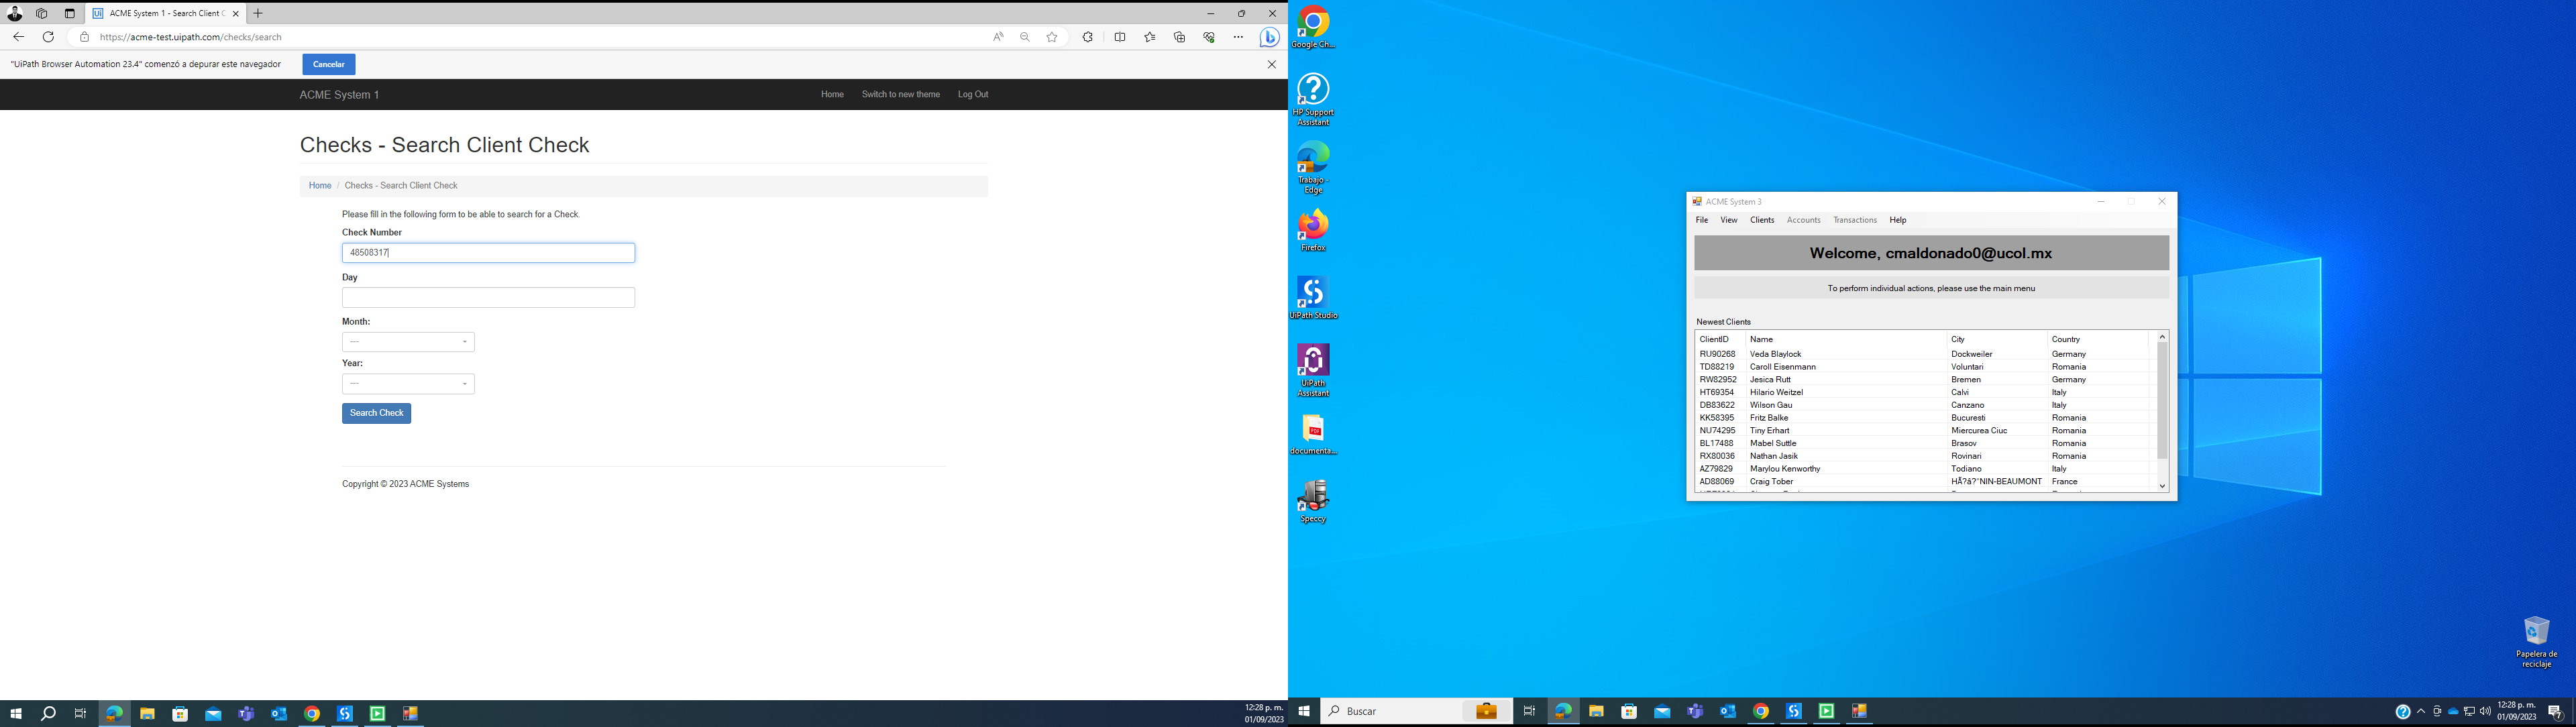 ACME System 1 - Search Client C
https://acme-test.uipath.com/checks/search
"UiPath Browser Automation 23.4" comenzó a depurar este navegador
Cancelar
ACME System 1
Home
Switch to new theme
Log Out
Checks - Search Client Check
Home / Checks - Search Client Check
Please fill in the following form to be able to search for a Check.
Check Number
48508317
Day
Month:
---
Year:
---
Search Check
Copyright © 2023 ACME Systems
12:28 p. m.
01/09/2023
Google Ch...
HP Support
Assistant
Trabajo -
Edge
Firefox
UiPath Studio
UiPath
Assistant
PDF
documenta...
Speccy
ACME System 3
File View Clients Accounts Transactions Help
Welcome, cmaldonado0@ucol.mx
To perform individual actions, please use the main menu
Newest Clients
ClientID Name City Country
RU90268 Veda Blaylock Dockweiler Germany
TD88219 Caroll Eisenmann Voluntari Romania
RW82952 Jesica Rutt Bremen Germany
HT69354 Hilario Weitzel Calvi Italy
DB83622 Wilson Gau Canzano Italy
KK58395 Fritz Balke Bucuresti Romania
NU74295 Tiny Erhart Miercurea Ciuc Romania
BL17488 Mabel Suttle Brasov Romania
RX80036 Nathan Jasik Rovinari Romania
AZ79829 Marylou Kenworthy Todiano Italy
AD88069 Craig Tober HÃ?â?°NIN-BEAUMONT France
Papelera de
reciclaje
Buscar
12:28 p. m.
01/09/2023
7